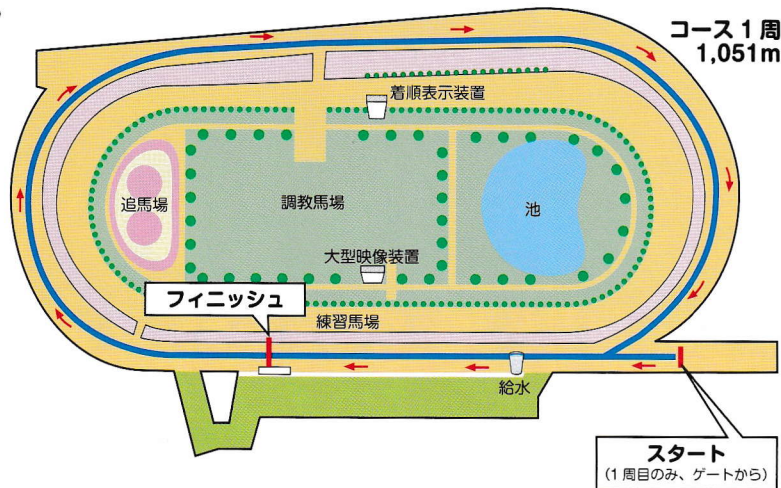 コース1周
1,051m
着順表示装置
追馬場
調教馬場
池
大型映像装置
フィニッシュ
練習馬場
給水
スタート
(1周目のみ、ゲートから)